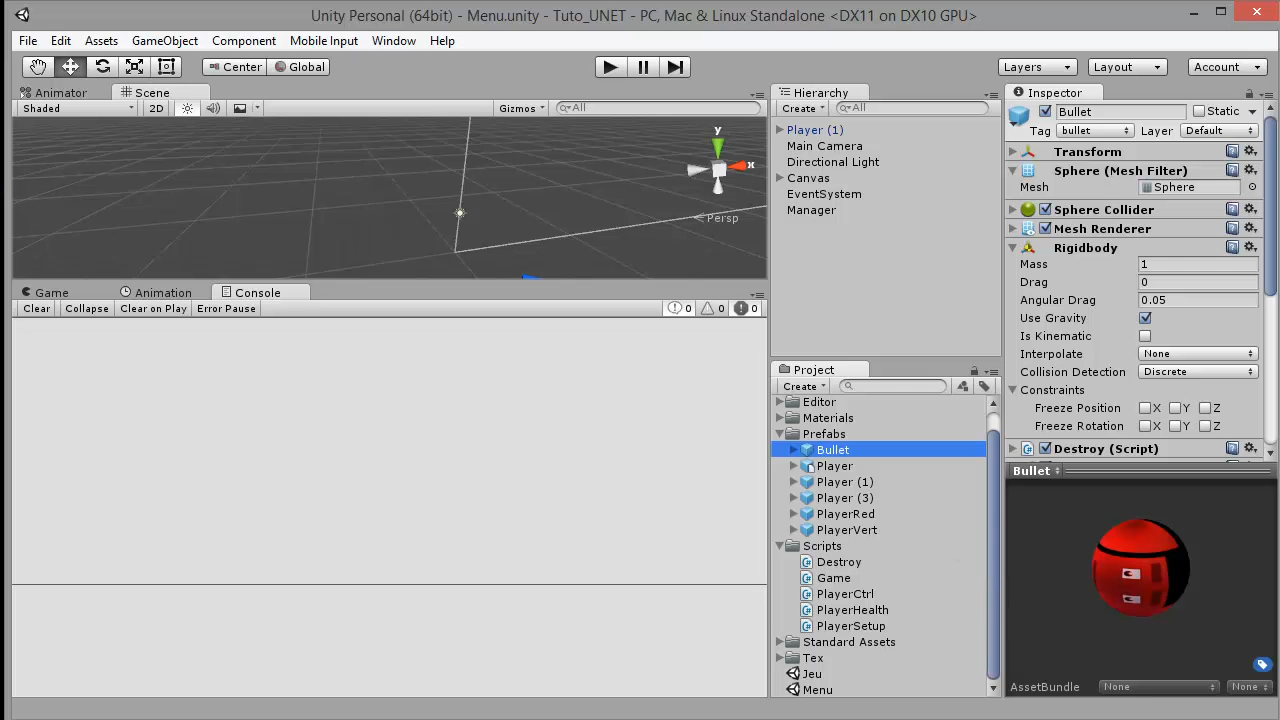 Unity Personal (64bit) - Menu.unity - Tuto_UNET - PC, Mac & Linux Standalone <DX11 on DX10 GPU>
File Edit Assets GameObject Component Mobile Input Window Help
Center Global Layers Layout Account
Animator Scene
Shaded 2D Gizmos All
y
x
Persp
Game Animation Console
Clear Collapse Clear on Play Error Pause 0 0 0
Hierarchy
Create All
Player (1)
Main Camera
Directional Light
Canvas
EventSystem
Manager
Project
Create
Editor
Materials
Prefabs
Bullet
Player
Player (1)
Player (3)
PlayerRed
PlayerVert
Scripts
Destroy
Game
PlayerCtrl
PlayerHealth
PlayerSetup
Standard Assets
Tex
Jeu
Menu
Inspector
Bullet Static
Tag bullet Layer Default
Transform
Sphere (Mesh Filter)
Mesh Sphere
Sphere Collider
Mesh Renderer
Rigidbody
Mass 1
Drag 0
Angular Drag 0.05
Use Gravity
Is Kinematic
Interpolate None
Collision Detection Discrete
Constraints
Freeze Position X Y Z
Freeze Rotation X Y Z
Destroy (Script)
Bullet
AssetBundle None None